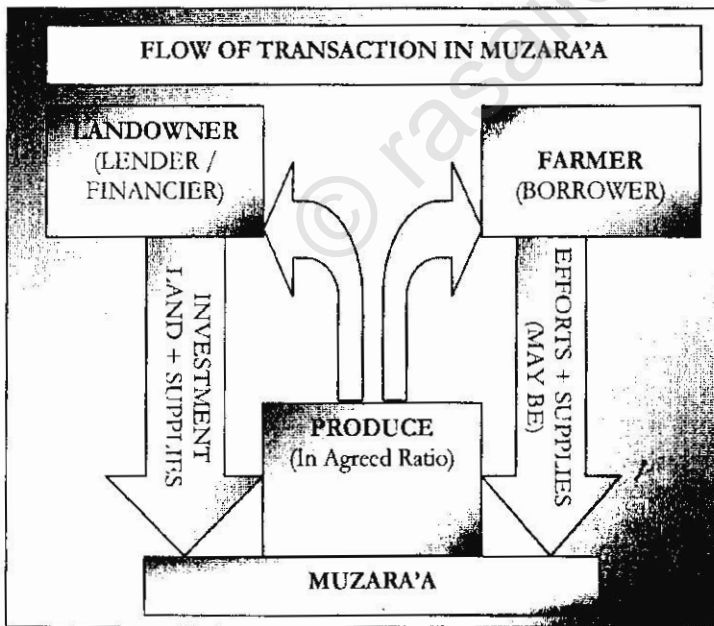 FLOW OF TRANSACTION IN MUZARA'A
LANDOWNER
(LENDER /
FINANCIER)
FARMER
(BORROWER)
INVESTMENT
LAND + SUPPLIES
EFFORTS + SUPPLIES
(MAY BE)
PRODUCE
(In Agreed Ratio)
MUZARA'A